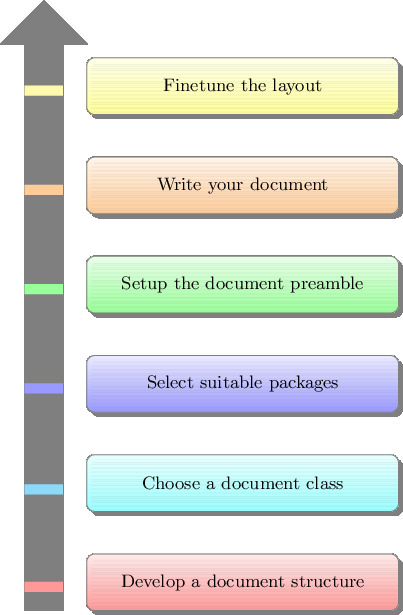 Finetune the layout
Write your document
Setup the document preamble
Select suitable packages
Choose a document class
Develop a document structure